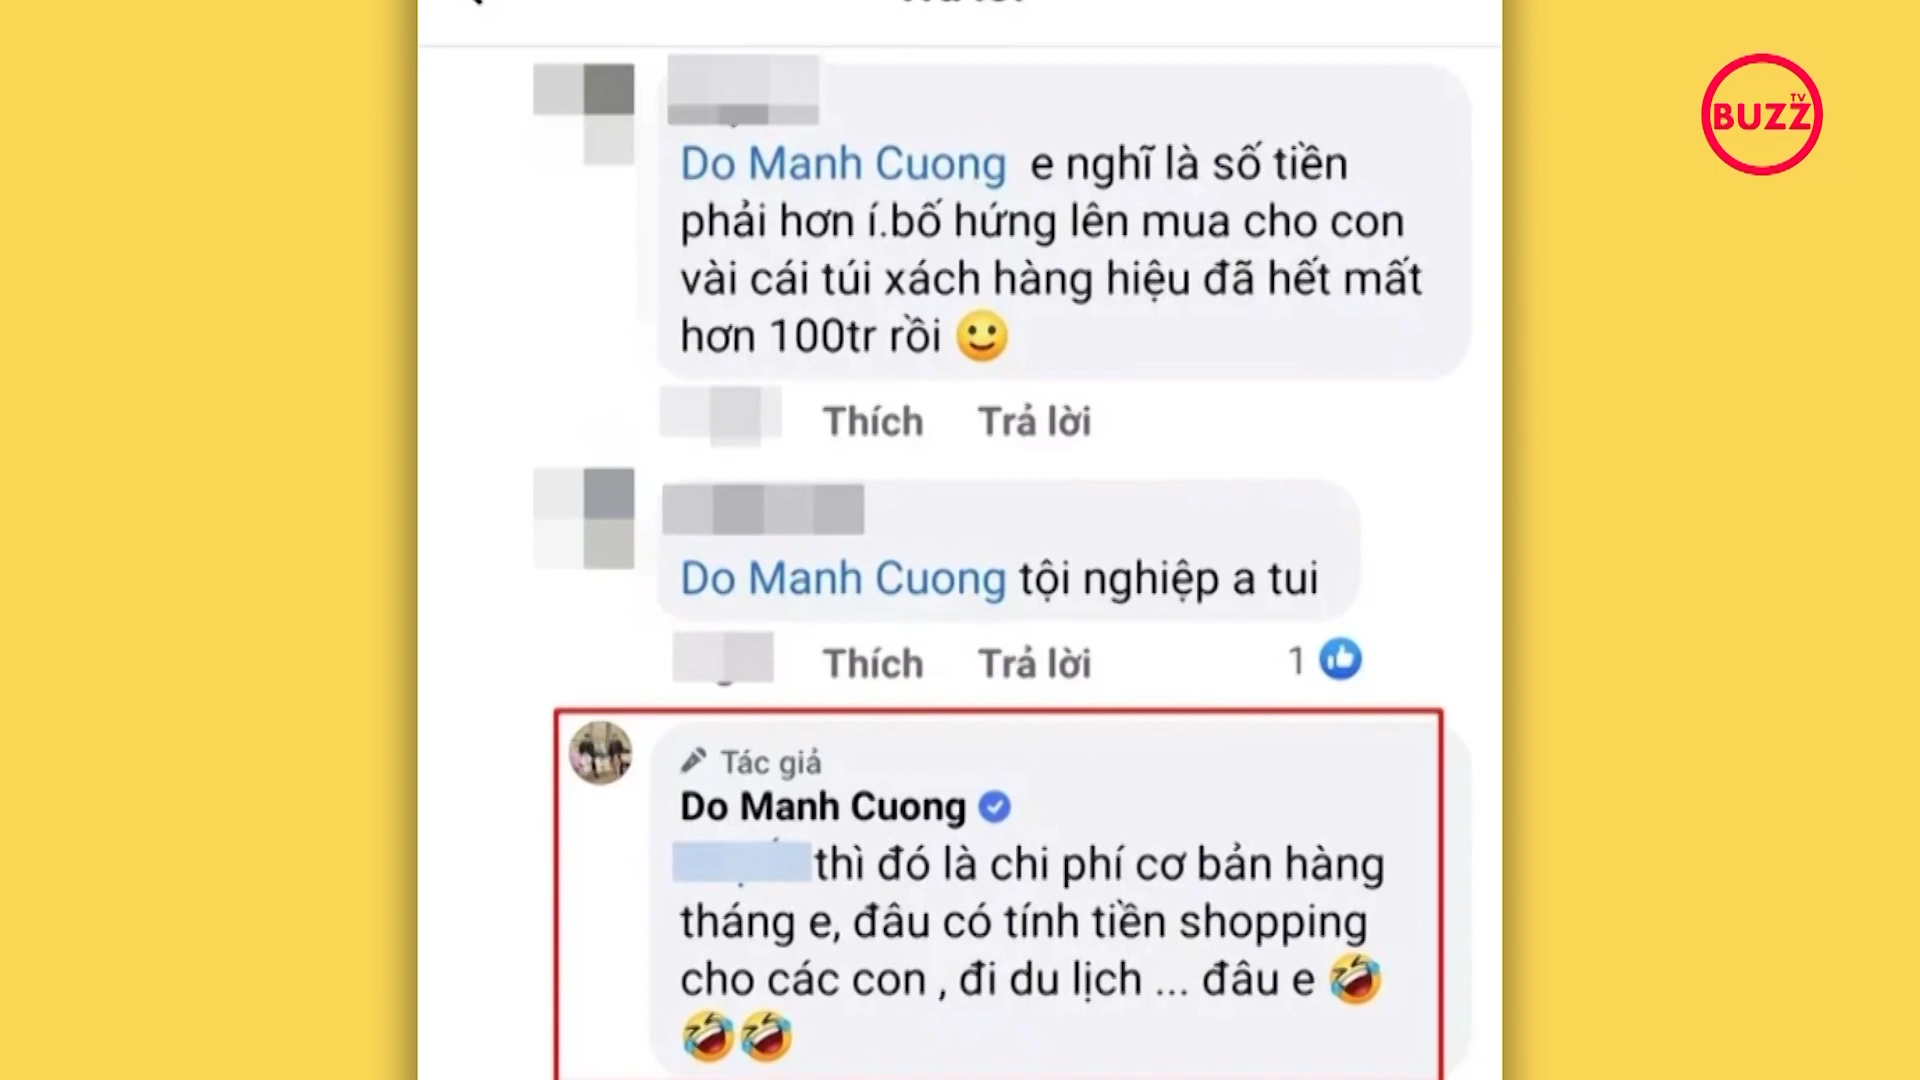 BUZZ TV
Do Manh Cuong e nghĩ là số tiền
phải hơn í.bố hứng lên mua cho con
vài cái túi xách hàng hiệu đã hết mất
hơn 100tr rồi 🙂
Thích Trả lời
Do Manh Cuong tội nghiệp a tui
Thích Trả lời 1
Tác giả
Do Manh Cuong
thì đó là chi phí cơ bản hàng
tháng e, đâu có tính tiền shopping
cho các con , đi du lịch ... đâu e 🤣
🤣🤣